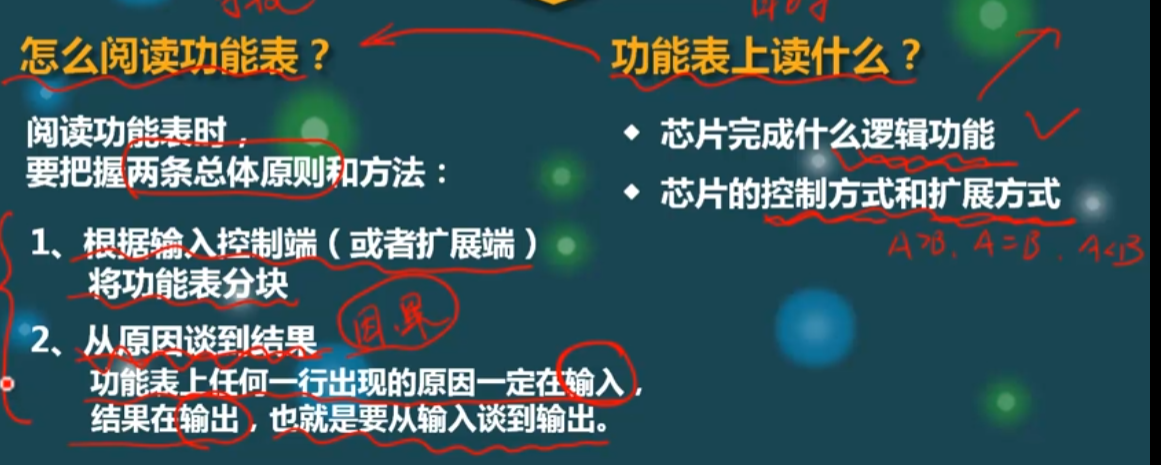 怎么阅读功能表？
阅读功能表时，
要把握两条总体原则和方法：
1、根据输入控制端（或者扩展端）
将功能表分块
2、从原因谈到结果
因.果
功能表上任何一行出现的原因一定在输入，
结果在输出，也就是要从输入谈到输出。
功能表上读什么？
◆ 芯片完成什么逻辑功能
◆ 芯片的控制方式和扩展方式
A>B. A=B. A<B